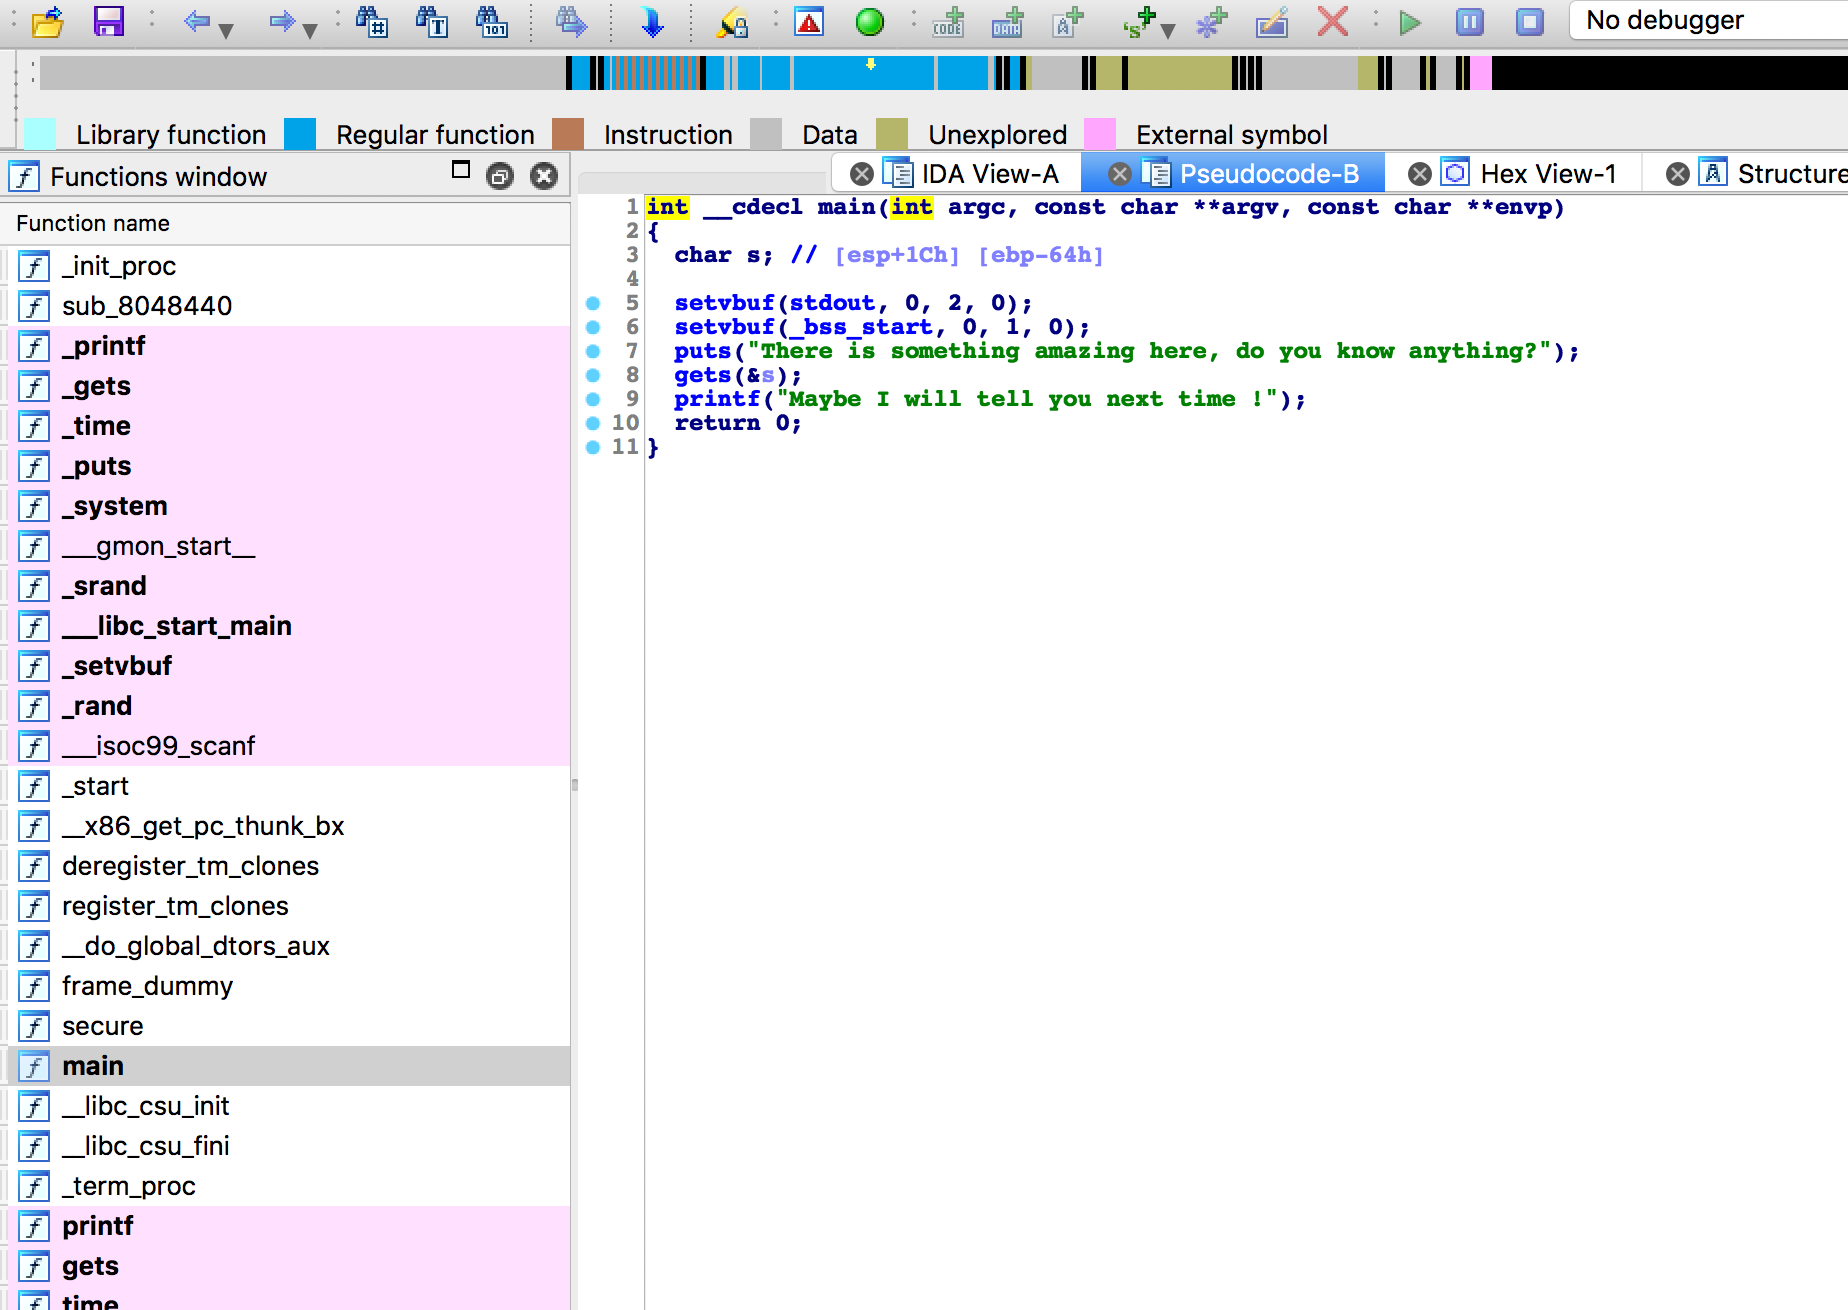 No debugger
Library function Regular function Instruction Data Unexplored External symbol
Functions window
IDA View-A Pseudocode-B Hex View-1 Structure
Function name
_init_proc
sub_8048440
_printf
_gets
_time
_puts
_system
___gmon_start__
_srand
___libc_start_main
_setvbuf
_rand
___isoc99_scanf
_start
__x86_get_pc_thunk_bx
deregister_tm_clones
register_tm_clones
__do_global_dtors_aux
frame_dummy
secure
main
__libc_csu_init
__libc_csu_fini
_term_proc
printf
gets
time
1 int __cdecl main(int argc, const char **argv, const char **envp)
2 {
3 char s; // [esp+1Ch] [ebp-64h]
4
5 setvbuf(stdout, 0, 2, 0);
6 setvbuf(_bss_start, 0, 1, 0);
7 puts("There is something amazing here, do you know anything?");
8 gets(&s);
9 printf("Maybe I will tell you next time !");
10 return 0;
11 }